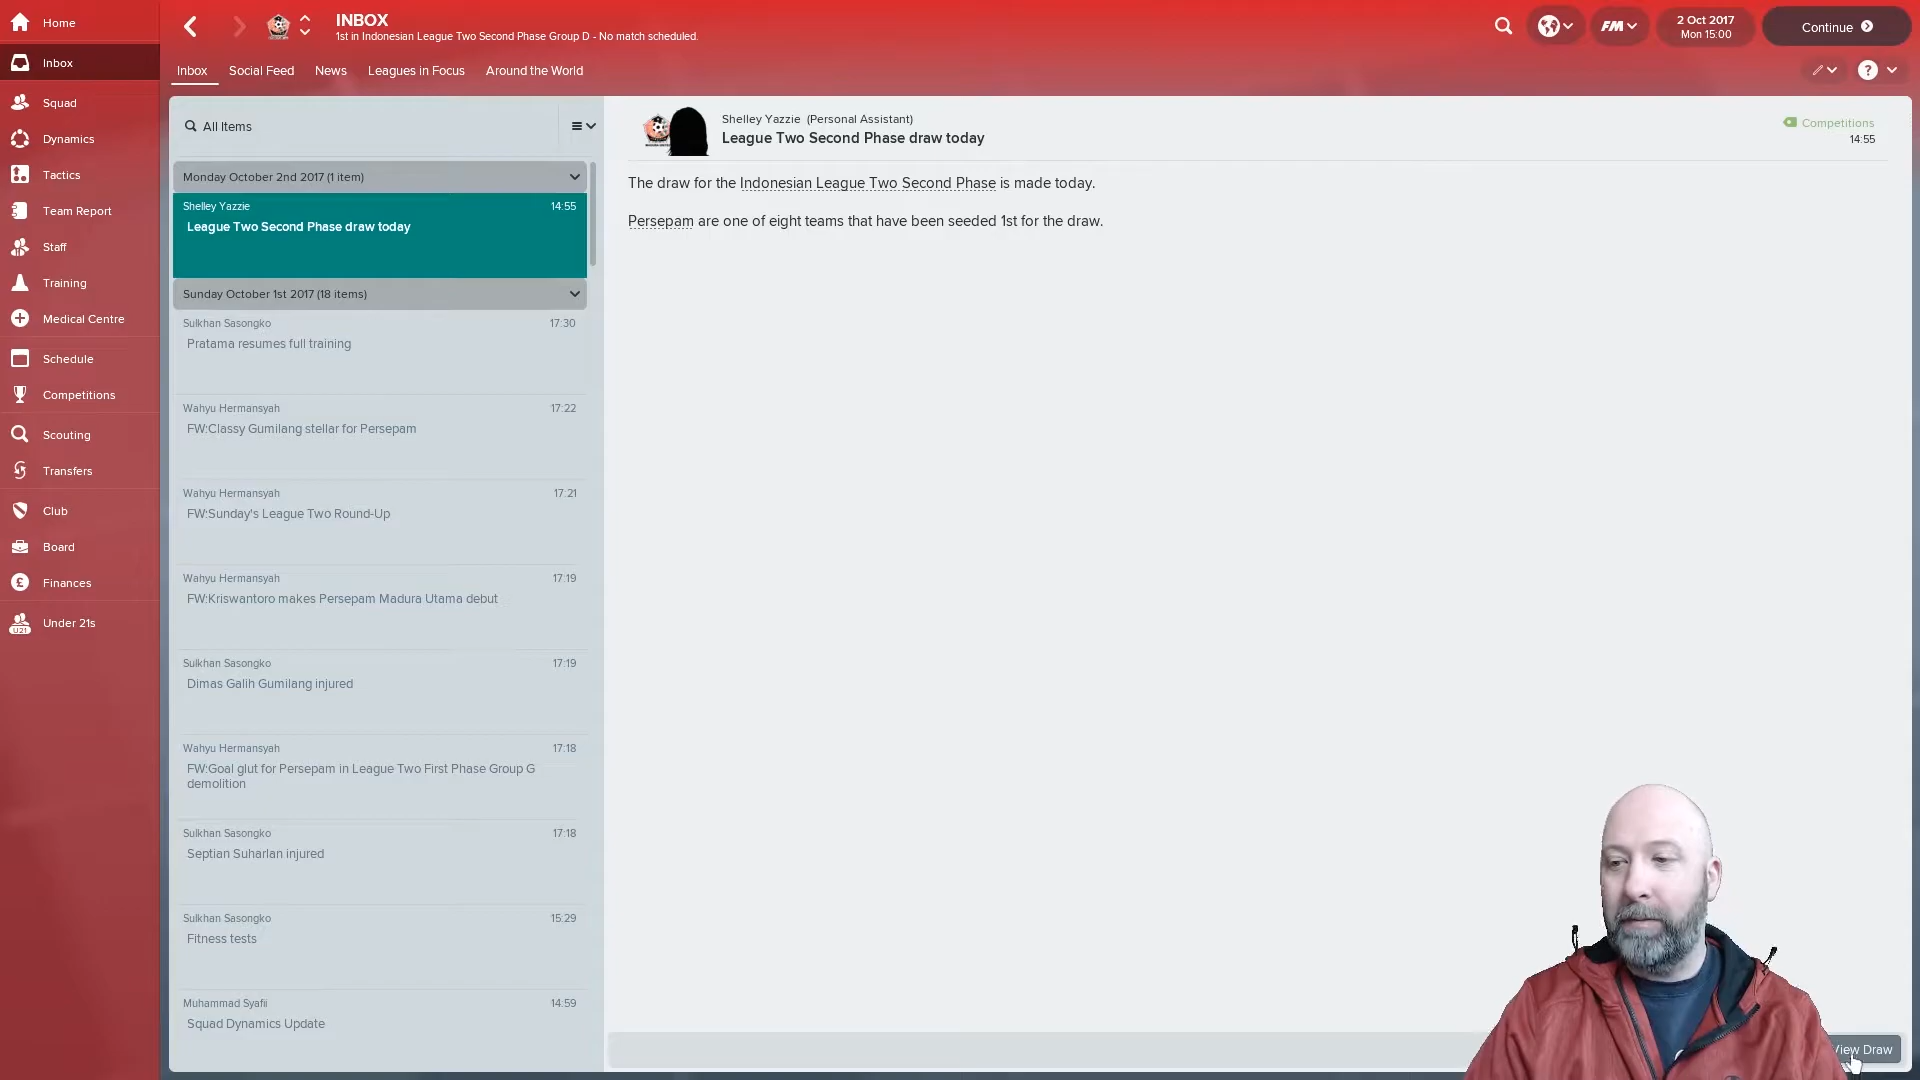 Home
Inbox
Squad
Dynamics
Tactics
Team Report
Staff
Training
Medical Centre
Schedule
Competitions
Scouting
Transfers
Club
Board
Finances
U21
Under 21s
INBOX
1st in Indonesian League Two Second Phase Group D - No match scheduled.
FM
2 Oct 2017
Mon 15:00
Continue
Inbox
Social Feed
News
Leagues in Focus
Around the World
?
All Items
Monday October 2nd 2017 (1 item)
Shelley Yazzie 14:55
League Two Second Phase draw today
Sunday October 1st 2017 (18 items)
Sulkhan Sasongko 17:30
Pratama resumes full training
Wahyu Hermansyah 17:22
FW:Classy Gumilang stellar for Persepam
Wahyu Hermansyah 17:21
FW:Sunday's League Two Round-Up
Wahyu Hermansyah 17:19
FW:Kriswantoro makes Persepam Madura Utama debut
Sulkhan Sasongko 17:19
Dimas Galih Gumilang injured
Wahyu Hermansyah 17:18
FW:Goal glut for Persepam in League Two First Phase Group G
demolition
Sulkhan Sasongko 17:18
Septian Suharlan injured
Sulkhan Sasongko 15:29
Fitness tests
Muhammad Syafii 14:59
Squad Dynamics Update
Shelley Yazzie (Personal Assistant)
League Two Second Phase draw today
Competitions
14:55
The draw for the Indonesian League Two Second Phase is made today.
Persepam are one of eight teams that have been seeded 1st for the draw.
View Draw